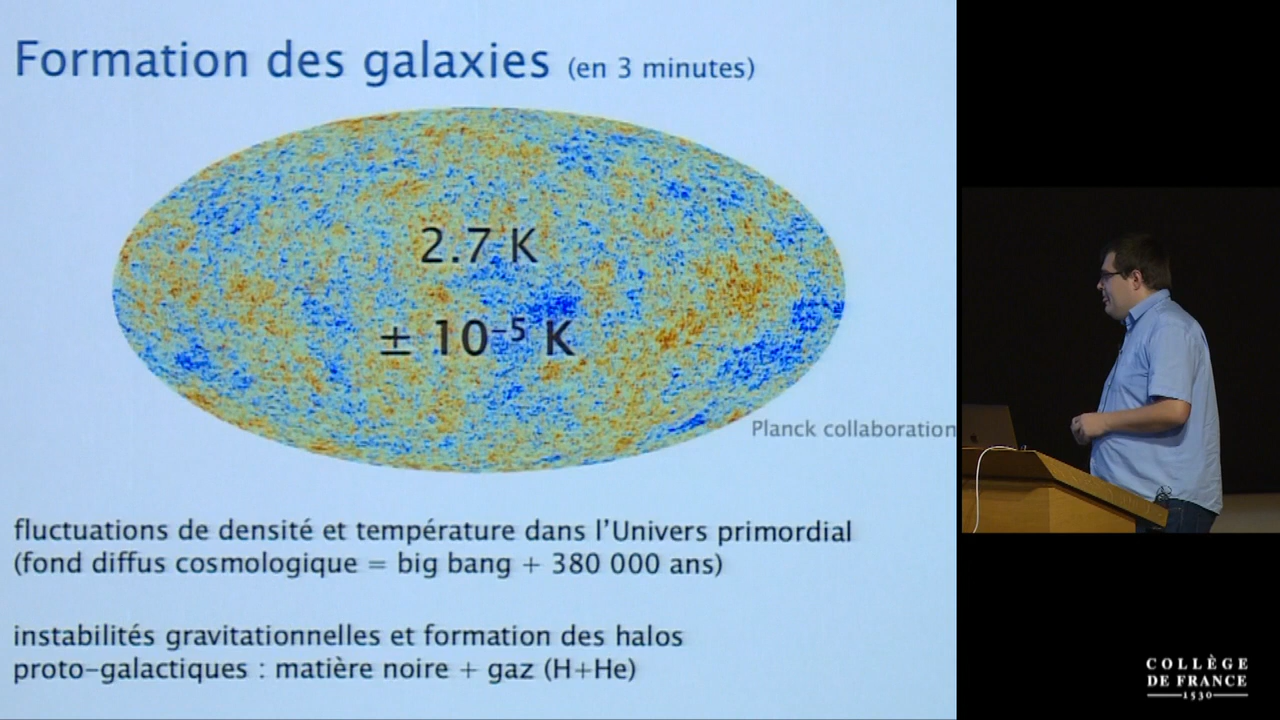 Formation des galaxies (en 3 minutes)
2.7 K
± 10⁻⁵ K
Planck collaboration
fluctuations de densité et température dans l'Univers primordial
(fond diffus cosmologique = big bang + 380 000 ans)
instabilités gravitationnelles et formation des halos
proto-galactiques : matière noire + gaz (H+He)
COLLÈGE
DE FRANCE
1530